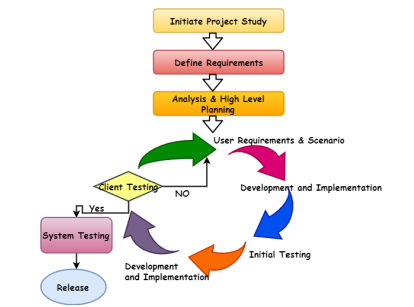 Initiate Project Study
Define Requirements
Analysis & High Level
Planning
User Requirements & Scenario
Client Testing
Development and Implementation
NO
Yes
System Testing
Initial Testing
Development
and Implementation
Release